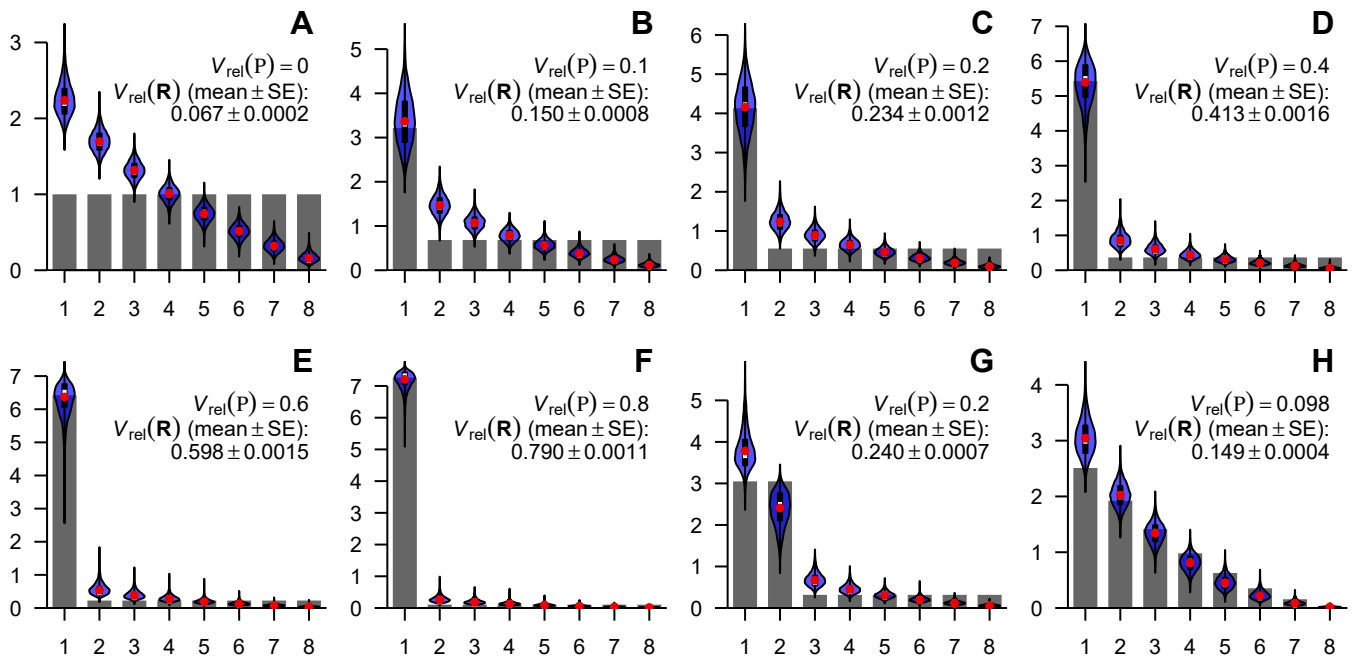 A
V_rel(P) = 0
V_rel(R) (mean ± SE):
0.067 ± 0.0002
3
2
1
0
1 2 3 4 5 6 7 8
B
V_rel(P) = 0.1
V_rel(R) (mean ± SE):
0.150 ± 0.0008
5
4
3
2
1
0
1 2 3 4 5 6 7 8
C
V_rel(P) = 0.2
V_rel(R) (mean ± SE):
0.234 ± 0.0012
6
5
4
3
2
1
0
1 2 3 4 5 6 7 8
D
V_rel(P) = 0.4
V_rel(R) (mean ± SE):
0.413 ± 0.0016
7
6
5
4
3
2
1
0
1 2 3 4 5 6 7 8
E
V_rel(P) = 0.6
V_rel(R) (mean ± SE):
0.598 ± 0.0015
7
6
5
4
3
2
1
0
1 2 3 4 5 6 7 8
F
V_rel(P) = 0.8
V_rel(R) (mean ± SE):
0.790 ± 0.0011
7
6
5
4
3
2
1
0
1 2 3 4 5 6 7 8
G
V_rel(P) = 0.2
V_rel(R) (mean ± SE):
0.240 ± 0.0007
5
4
3
2
1
0
1 2 3 4 5 6 7 8
H
V_rel(P) = 0.098
V_rel(R) (mean ± SE):
0.149 ± 0.0004
4
3
2
1
0
1 2 3 4 5 6 7 8